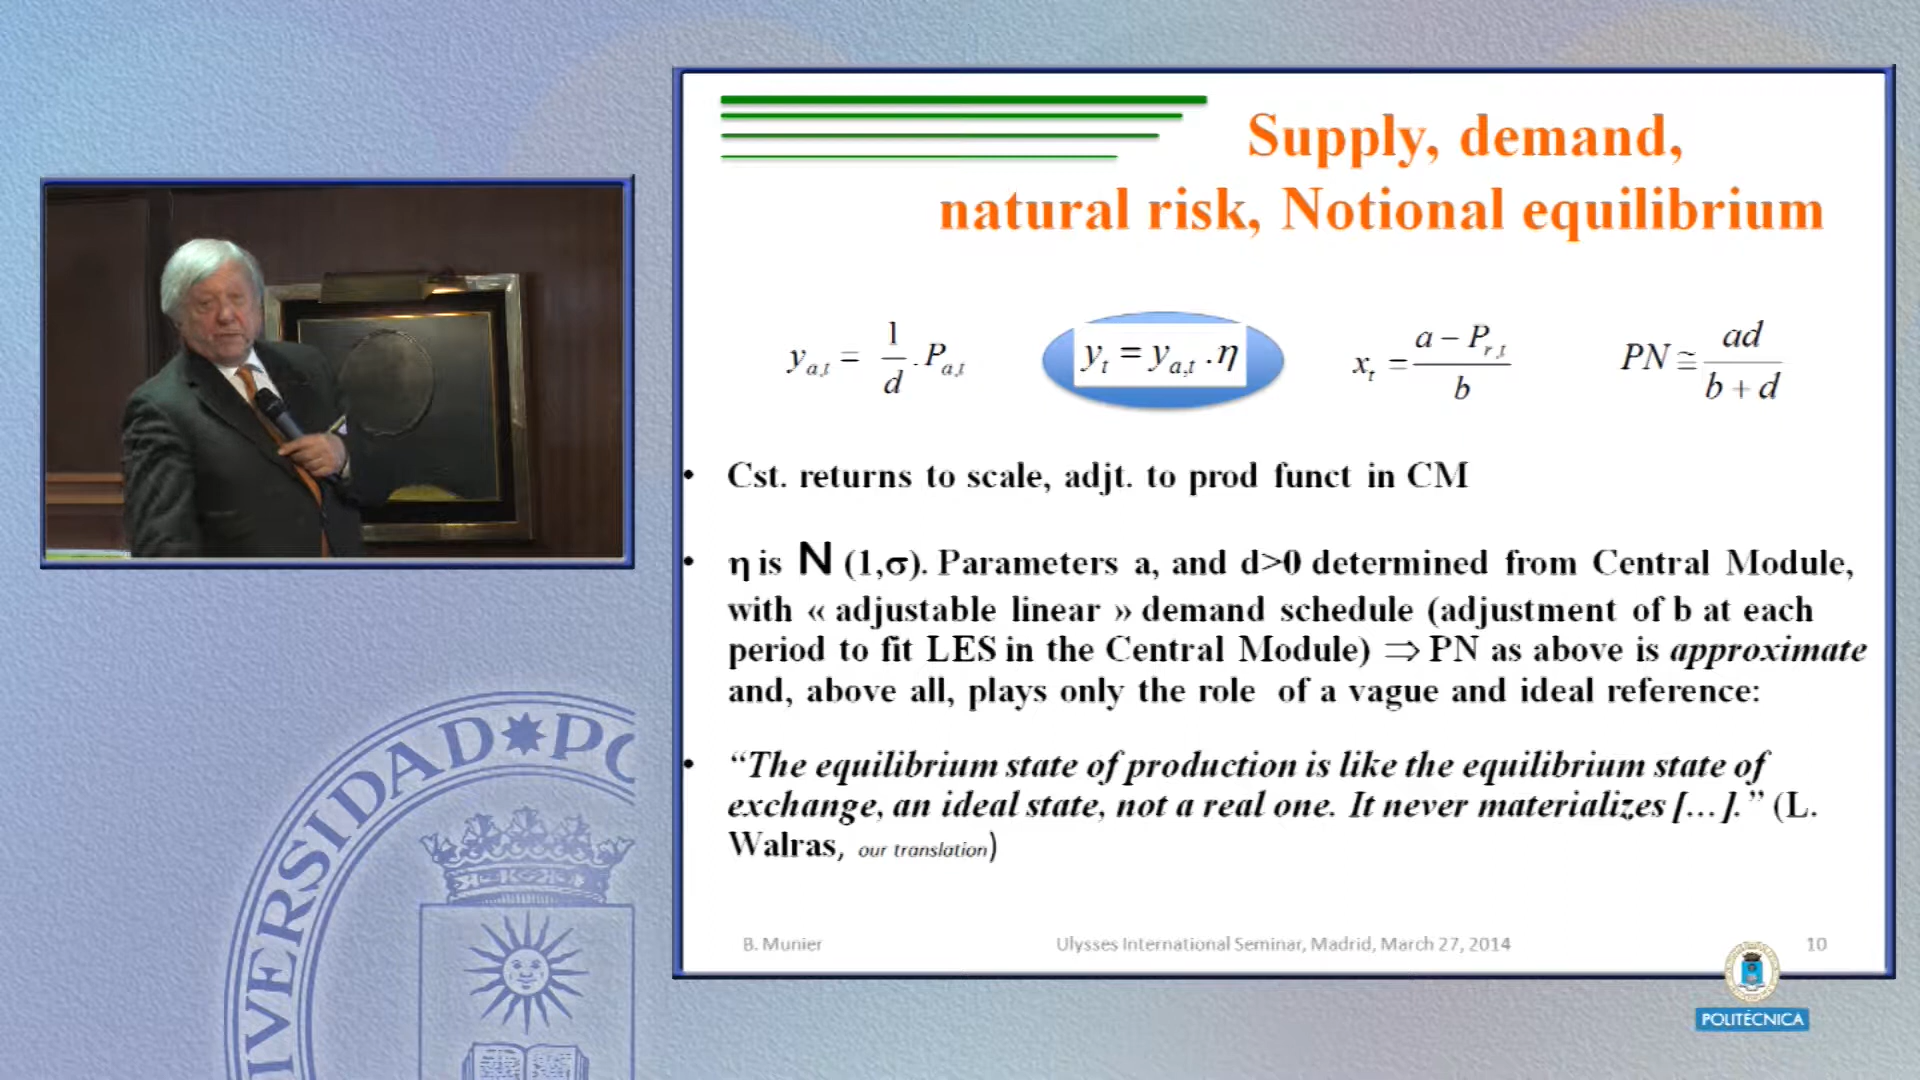 Supply, demand,
natural risk, Notional equilibrium
y_{a,t} = \frac{1}{d} . P_{a,t}
y_t = y_{a,t} . η
x_t = \frac{a - P_{r,t}}{b}
PN ≅ \frac{ad}{b + d}
• Cst. returns to scale, adjt. to prod funct in CM
• η is N (1,σ). Parameters a, and d>0 determined from Central Module,
with « adjustable linear » demand schedule (adjustment of b at each
period to fit LES in the Central Module) ⇒ PN as above is approximate
and, above all, plays only the role of a vague and ideal reference:
• “The equilibrium state of production is like the equilibrium state of
exchange, an ideal state, not a real one. It never materializes [...].” (L.
Walras, our translation)
B. Munier
Ulysses International Seminar, Madrid, March 27, 2014
10
POLITÉCNICA
IVERSIDAD PO